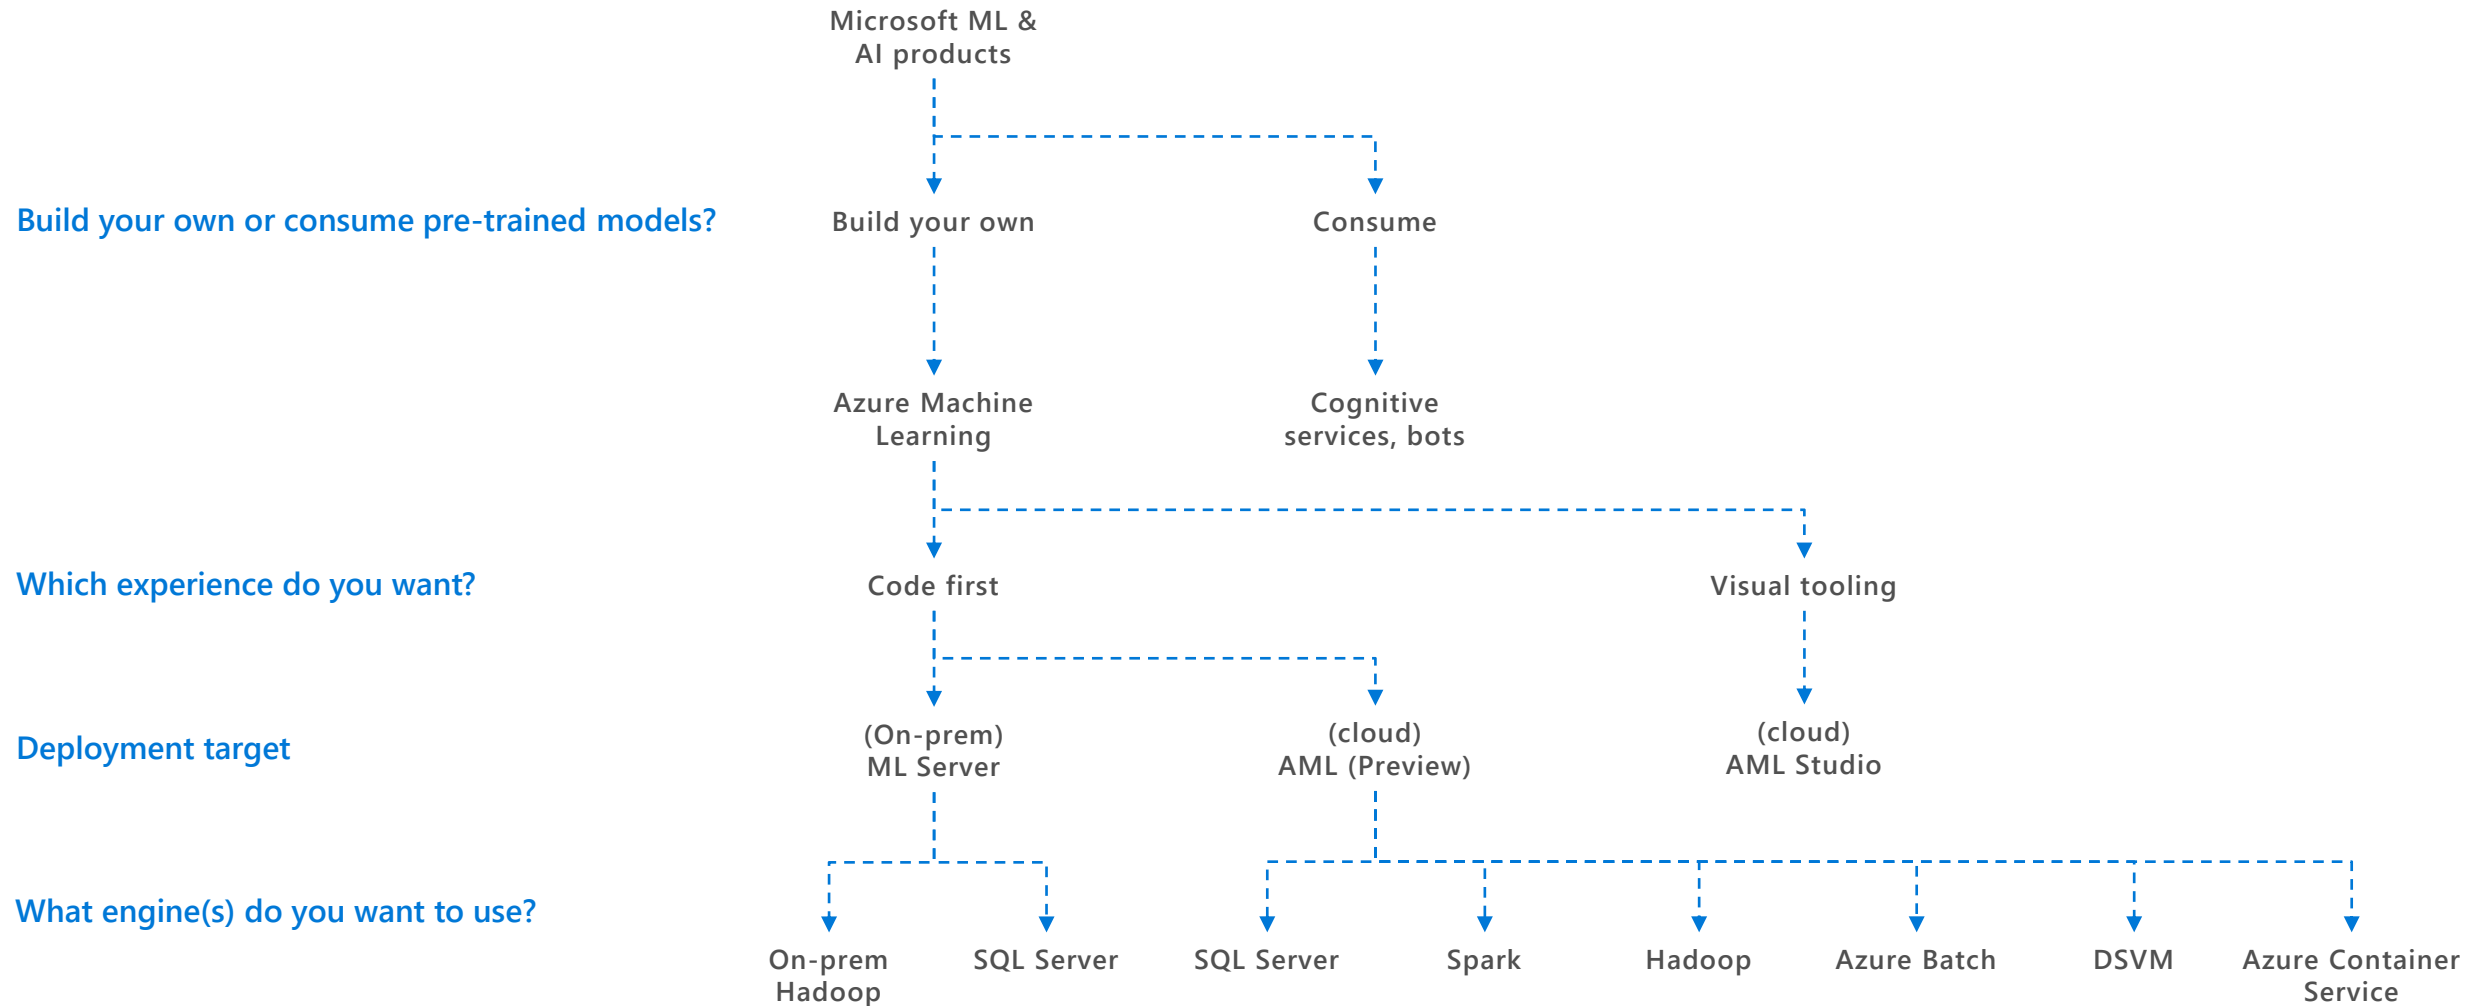 Microsoft ML &
AI products
Build your own or consume pre-trained models?
Build your own
Consume
Azure Machine
Learning
Cognitive
services, bots
Which experience do you want?
Code first
Visual tooling
Deployment target
(On-prem)
ML Server
(cloud)
AML (Preview)
(cloud)
AML Studio
What engine(s) do you want to use?
On-prem
Hadoop
SQL Server
SQL Server
Spark
Hadoop
Azure Batch
DSVM
Azure Container
Service